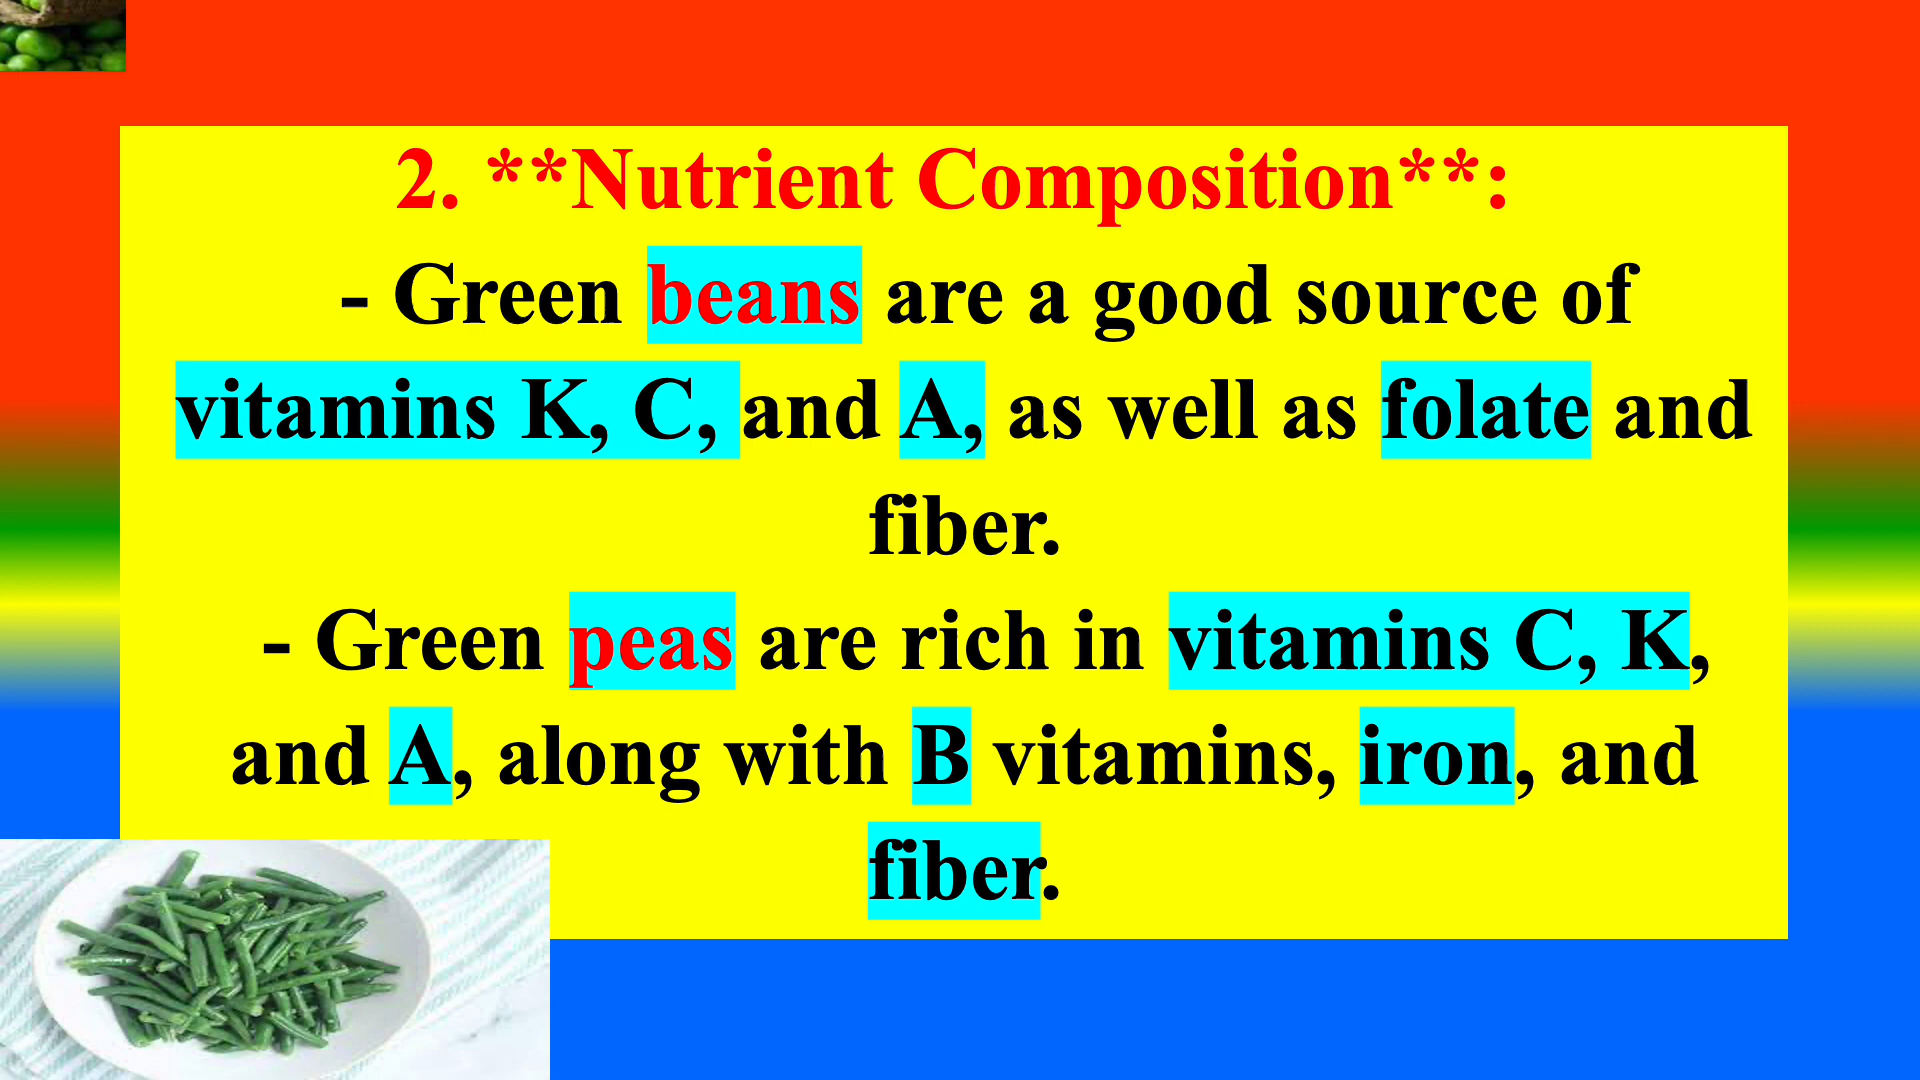 2. **Nutrient Composition**:
- Green beans are a good source of
vitamins K, C, and A, as well as folate and
fiber.
- Green peas are rich in vitamins C, K,
and A, along with B vitamins, iron, and
fiber.